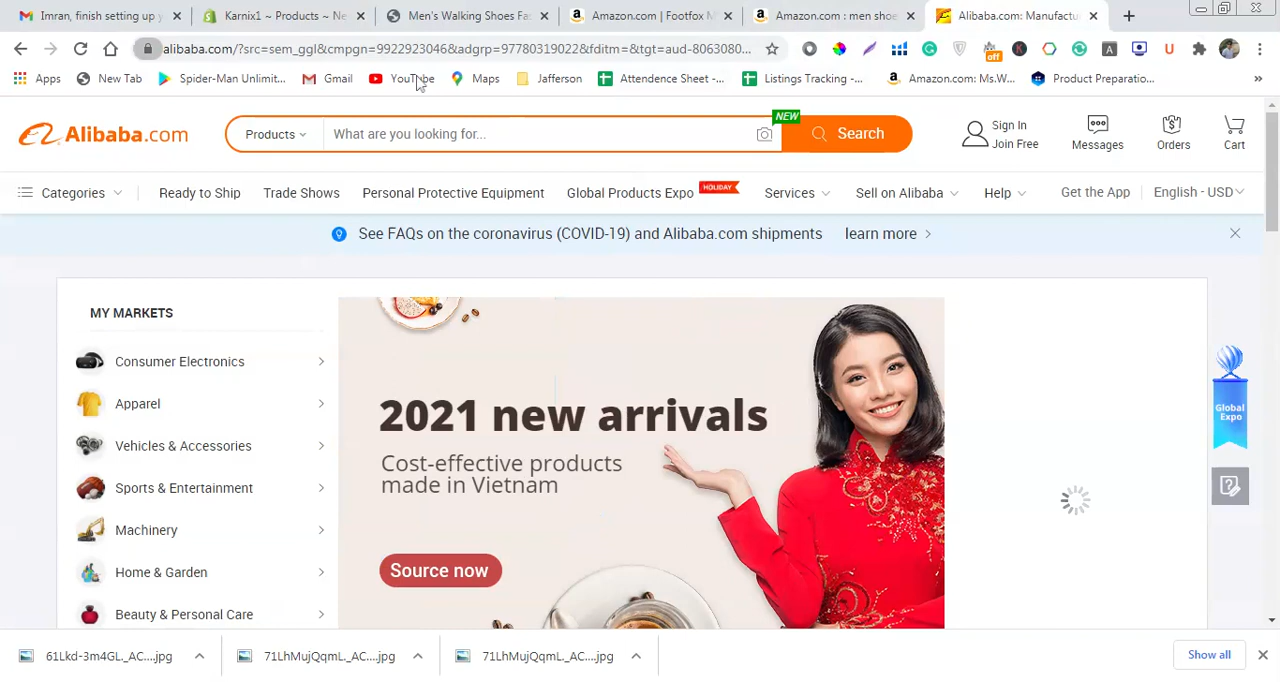 Imran, finish setting up y
Karnix1 ~ Products ~ Ne
Men's Walking Shoes Fas
Amazon.com | Footfox M
Amazon.com : men shoe
Alibaba.com: Manufactu
alibaba.com/?src=sem_ggl&cmpgn=9922923046&adgrp=97780319022&fditm=&tgt=aud-8063080...
off
Apps
New Tab
Spider-Man Unlimit...
Gmail
YouTube
Maps
Jafferson
Attendence Sheet -...
Listings Tracking -...
Amazon.com: Ms.W...
Product Preparatio...
Alibaba.com
Products
What are you looking for...
NEW
Search
Sign In
Join Free
Messages
Orders
Cart
Categories
Ready to Ship
Trade Shows
Personal Protective Equipment
Global Products Expo
HOLIDAY
Services
Sell on Alibaba
Help
Get the App
English - USD
See FAQs on the coronavirus (COVID-19) and Alibaba.com shipments
learn more
MY MARKETS
Consumer Electronics
Apparel
Vehicles & Accessories
Sports & Entertainment
Machinery
Home & Garden
Beauty & Personal Care
2021 new arrivals
Cost-effective products
made in Vietnam
Source now
Global
Expo
61Lkd-3m4GL._AC....jpg
71LhMujQqmL._AC....jpg
71LhMujQqmL._AC....jpg
Show all